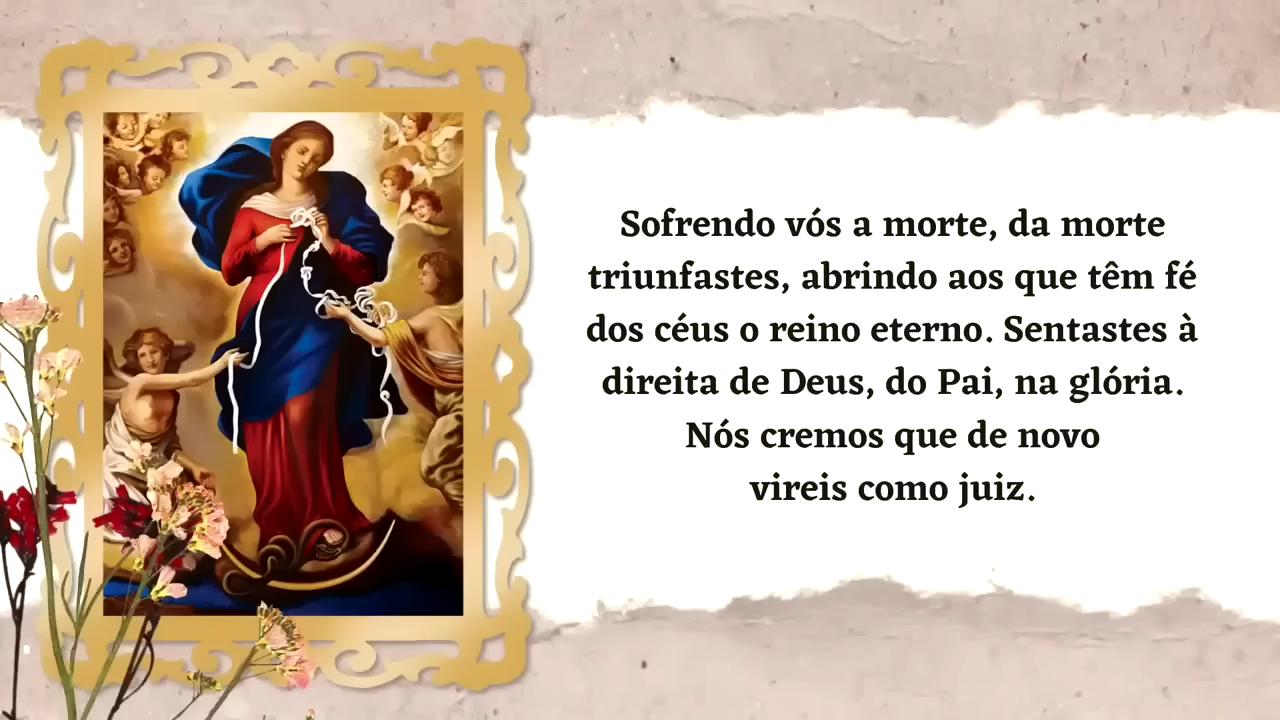 Sofrendo vós a morte, da morte
triunfastes, abrindo aos que têm fé
dos céus o reino eterno. Sentastes à
direita de Deus, do Pai, na glória.
Nós cremos que de novo
vireis como juiz.